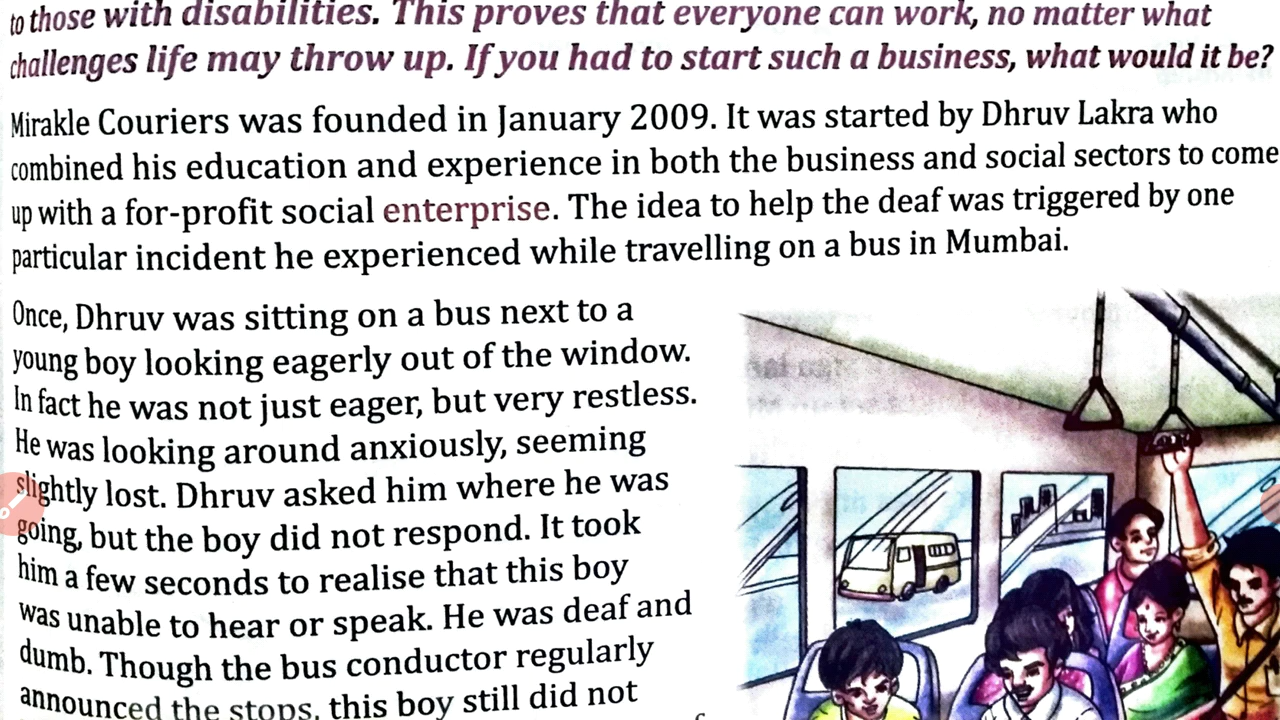 to those with disabilities. This proves that everyone can work, no matter what
challenges life may throw up. If you had to start such a business, what would it be?
Mirakle Couriers was founded in January 2009. It was started by Dhruv Lakra who
combined his education and experience in both the business and social sectors to come
up with a for-profit social enterprise. The idea to help the deaf was triggered by one
particular incident he experienced while travelling on a bus in Mumbai.
Once, Dhruv was sitting on a bus next to a
young boy looking eagerly out of the window.
In fact he was not just eager, but very restless.
He was looking around anxiously, seeming
slightly lost. Dhruv asked him where he was
going, but the boy did not respond. It took
him a few seconds to realise that this boy
was unable to hear or speak. He was deaf and
dumb. Though the bus conductor regularly
announced the stops, this boy still did not